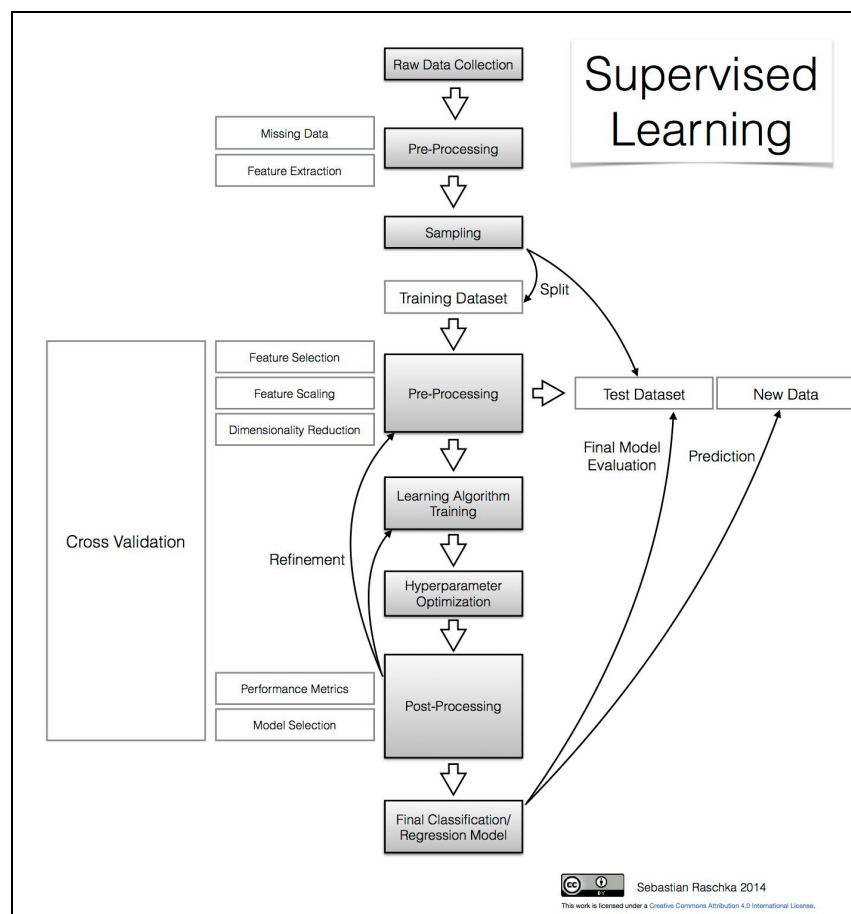 Raw Data Collection
Supervised
Learning
Missing Data
Pre-Processing
Feature Extraction
Sampling
Split
Training Dataset
Feature Selection
Feature Scaling
Pre-Processing
Dimensionality Reduction
Test Dataset
New Data
Final Model
Evaluation
Prediction
Learning Algorithm
Training
Cross Validation
Refinement
Hyperparameter
Optimization
Performance Metrics
Post-Processing
Model Selection
Final Classification/
Regression Model
cc
BY
Sebastian Raschka 2014
This work is licensed under a Creative Commons Attribution 4.0 International License.